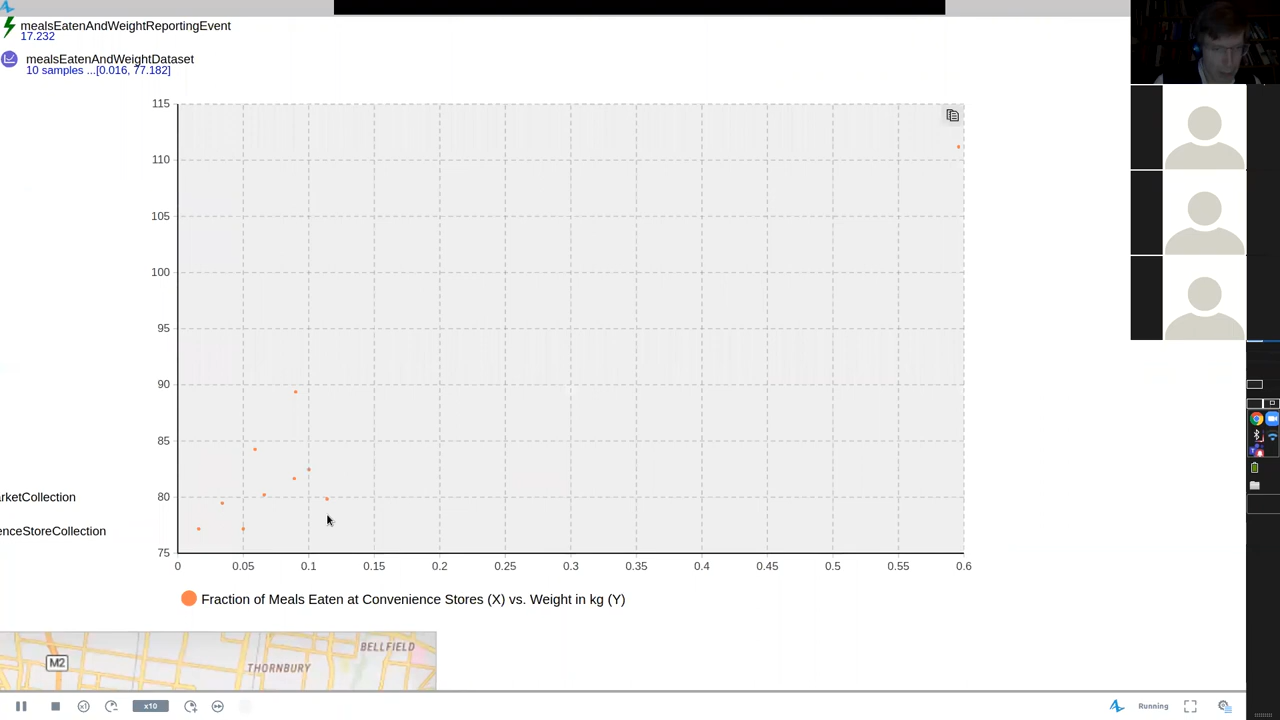 mealsEatenAndWeightReportingEvent
17.232
mealsEatenAndWeightDataset
10 samples ...[0.016, 77.182]
115
110
105
100
95
90
85
80
75
0 0.05 0.1 0.15 0.2 0.25 0.3 0.35 0.4 0.45 0.5 0.55 0.6
Fraction of Meals Eaten at Convenience Stores (X) vs. Weight in kg (Y)
rketCollection
enceStoreCollection
BELLFIELD
M2
THORNBURY
x1
x10
Running